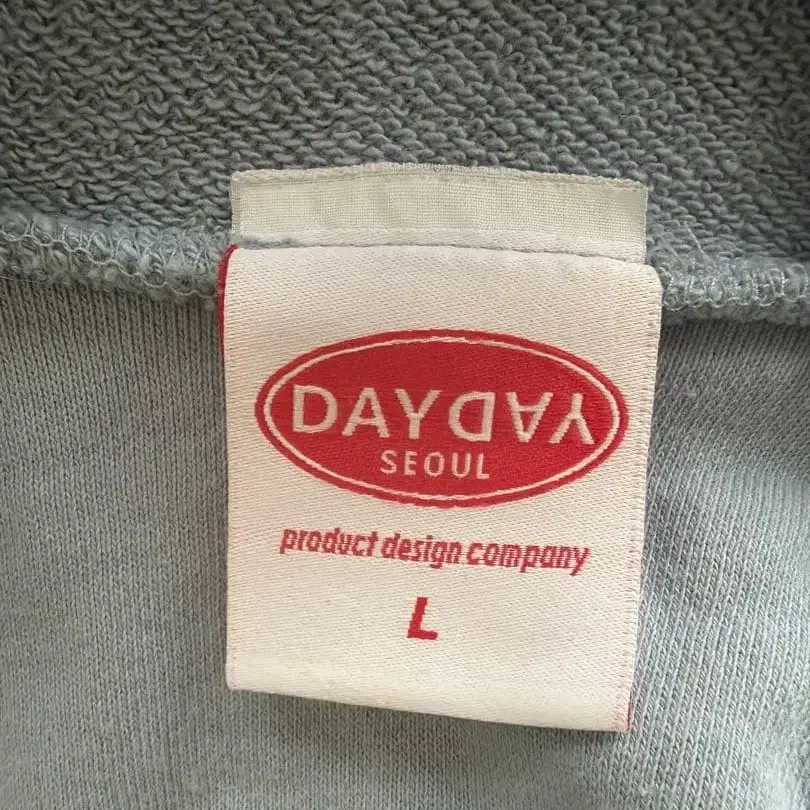 DAYDAY
SEOUL
product design company
L